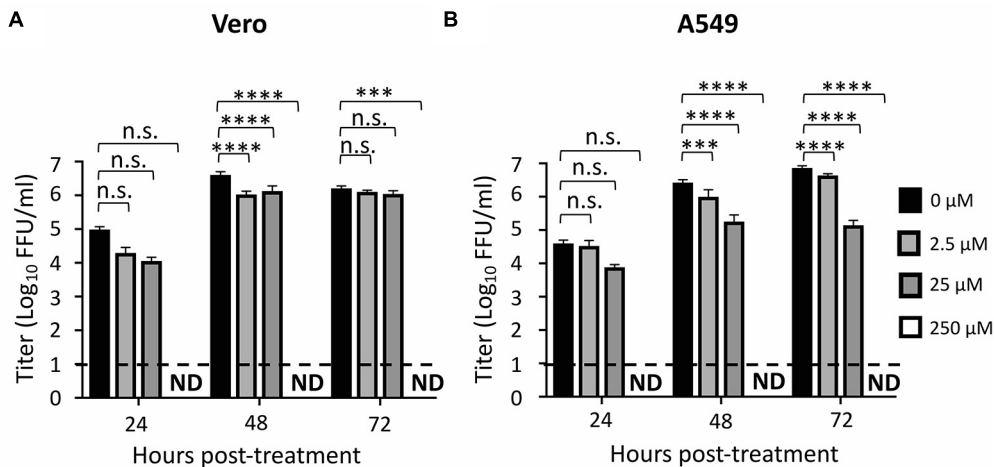 A
Vero
n.s.
n.s.
n.s.
****
****
****
***
n.s.
n.s.
7
6
5
4
3
2
1
0
Titer (Log10 FFU/ml)
ND
ND
ND
24
48
72
Hours post-treatment
B
A549
n.s.
n.s.
n.s.
****
****
***
****
****
****
7
6
5
4
3
2
1
0
Titer (Log10 FFU/ml)
ND
ND
ND
24
48
72
Hours post-treatment
0 µM
2.5 µM
25 µM
250 µM